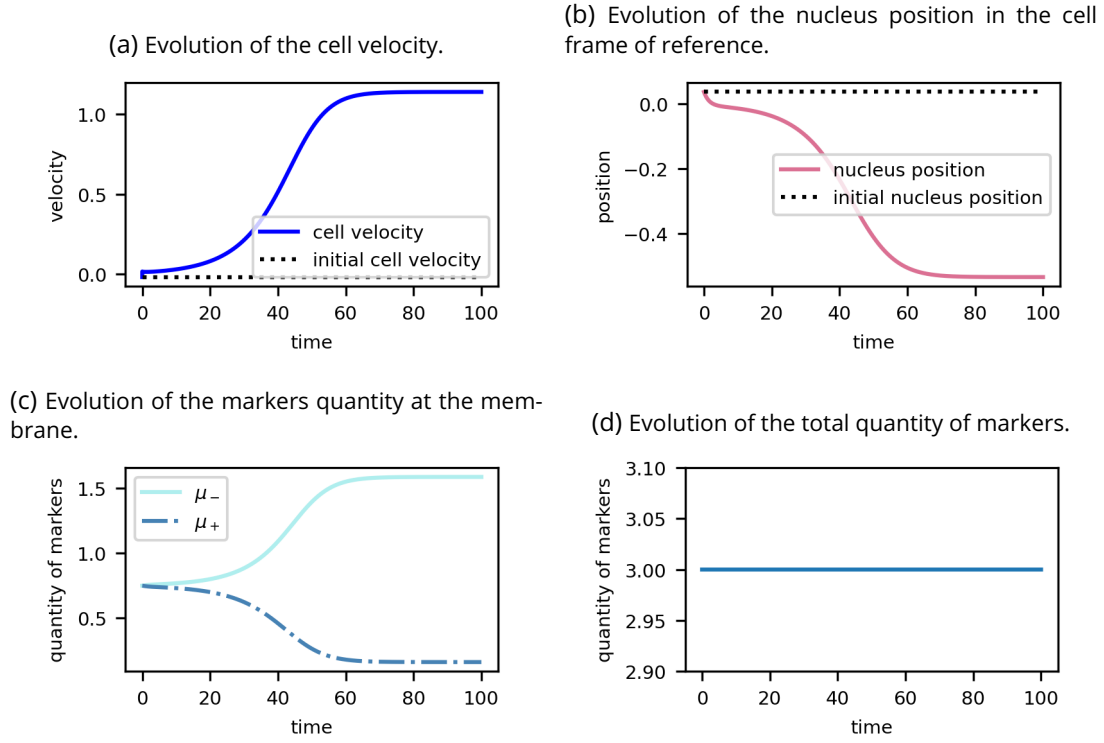 (a) Evolution of the cell velocity.
velocity
1.0
0.5
0.0
cell velocity
initial cell velocity
0 20 40 60 80 100
time
(b) Evolution of the nucleus position in the cell
frame of reference.
position
0.0
−0.2
−0.4
nucleus position
initial nucleus position
0 20 40 60 80 100
time
(c) Evolution of the markers quantity at the mem-
brane.
quantity of markers
1.5
1.0
0.5
μ−
μ+
0 20 40 60 80 100
time
(d) Evolution of the total quantity of markers.
quantity of markers
3.10
3.05
3.00
2.95
2.90
0 20 40 60 80 100
time